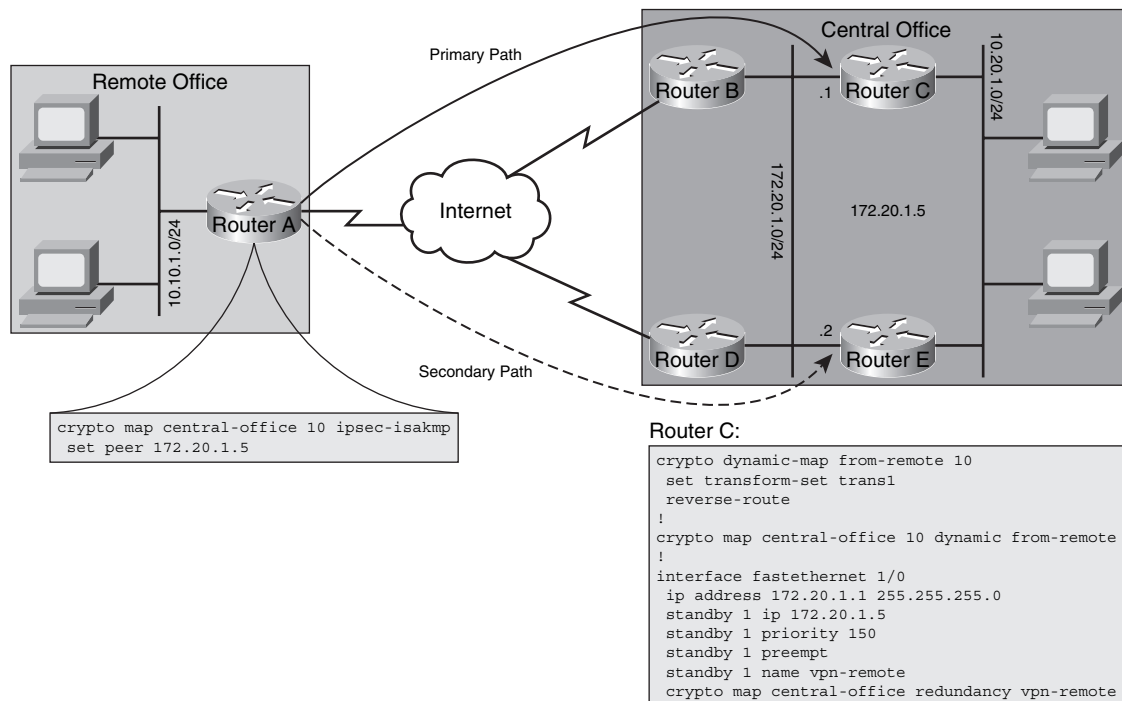 Primary Path
Central Office
Remote Office
Router B
.1
Router C
10.20.1.0/24
10.10.1.0/24
Router A
Internet
172.20.1.0/24
172.20.1.5
Secondary Path
Router D
.2
Router E
crypto map central-office 10 ipsec-isakmp
set peer 172.20.1.5
Router C:
crypto dynamic-map from-remote 10
set transform-set trans1
reverse-route
!
crypto map central-office 10 dynamic from-remote
!
interface fastethernet 1/0
ip address 172.20.1.1 255.255.255.0
standby 1 ip 172.20.1.5
standby 1 priority 150
standby 1 preempt
standby 1 name vpn-remote
crypto map central-office redundancy vpn-remote